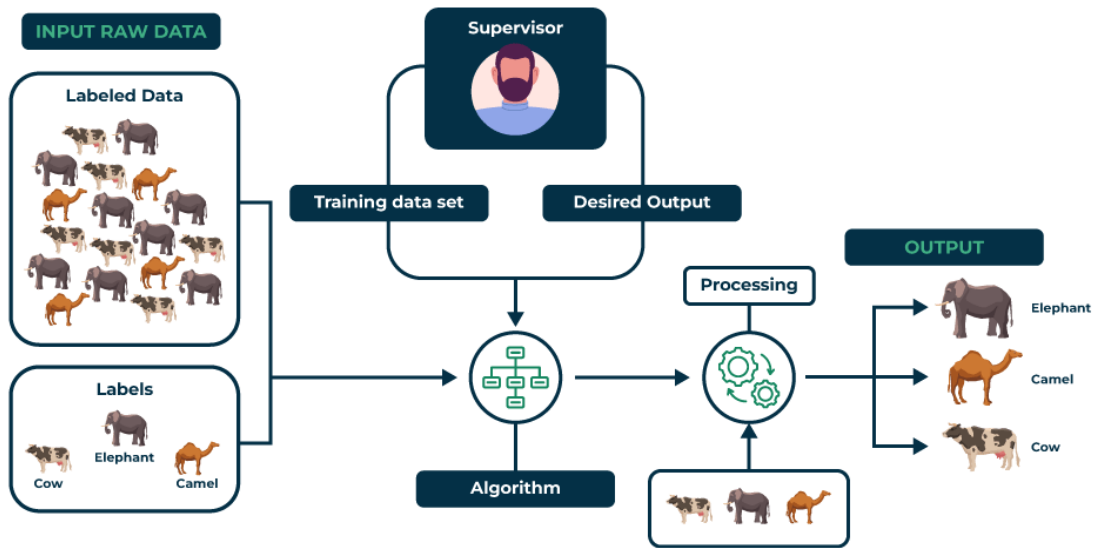 INPUT RAW DATA
Labeled Data
Labels
Elephant
Cow
Camel
Supervisor
Training data set
Desired Output
Algorithm
Processing
OUTPUT
Elephant
Camel
Cow